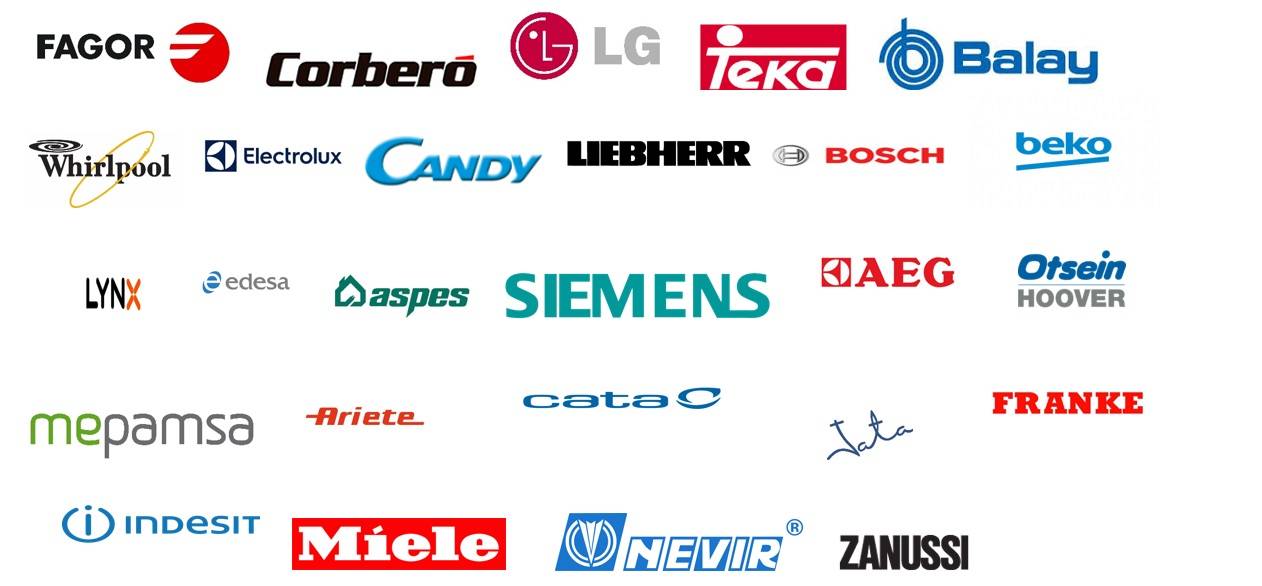 FAGOR Corberó LG LG Teka Balay
Whirlpool Electrolux CANDY LIEBHERR BOSCH beko
LYNX edesa aspes SIEMENS AEG Otsein
HOOVER
mepamsa Ariete cata Jata FRANKE
INDESIT Miele NEVIR® ZANUSSI